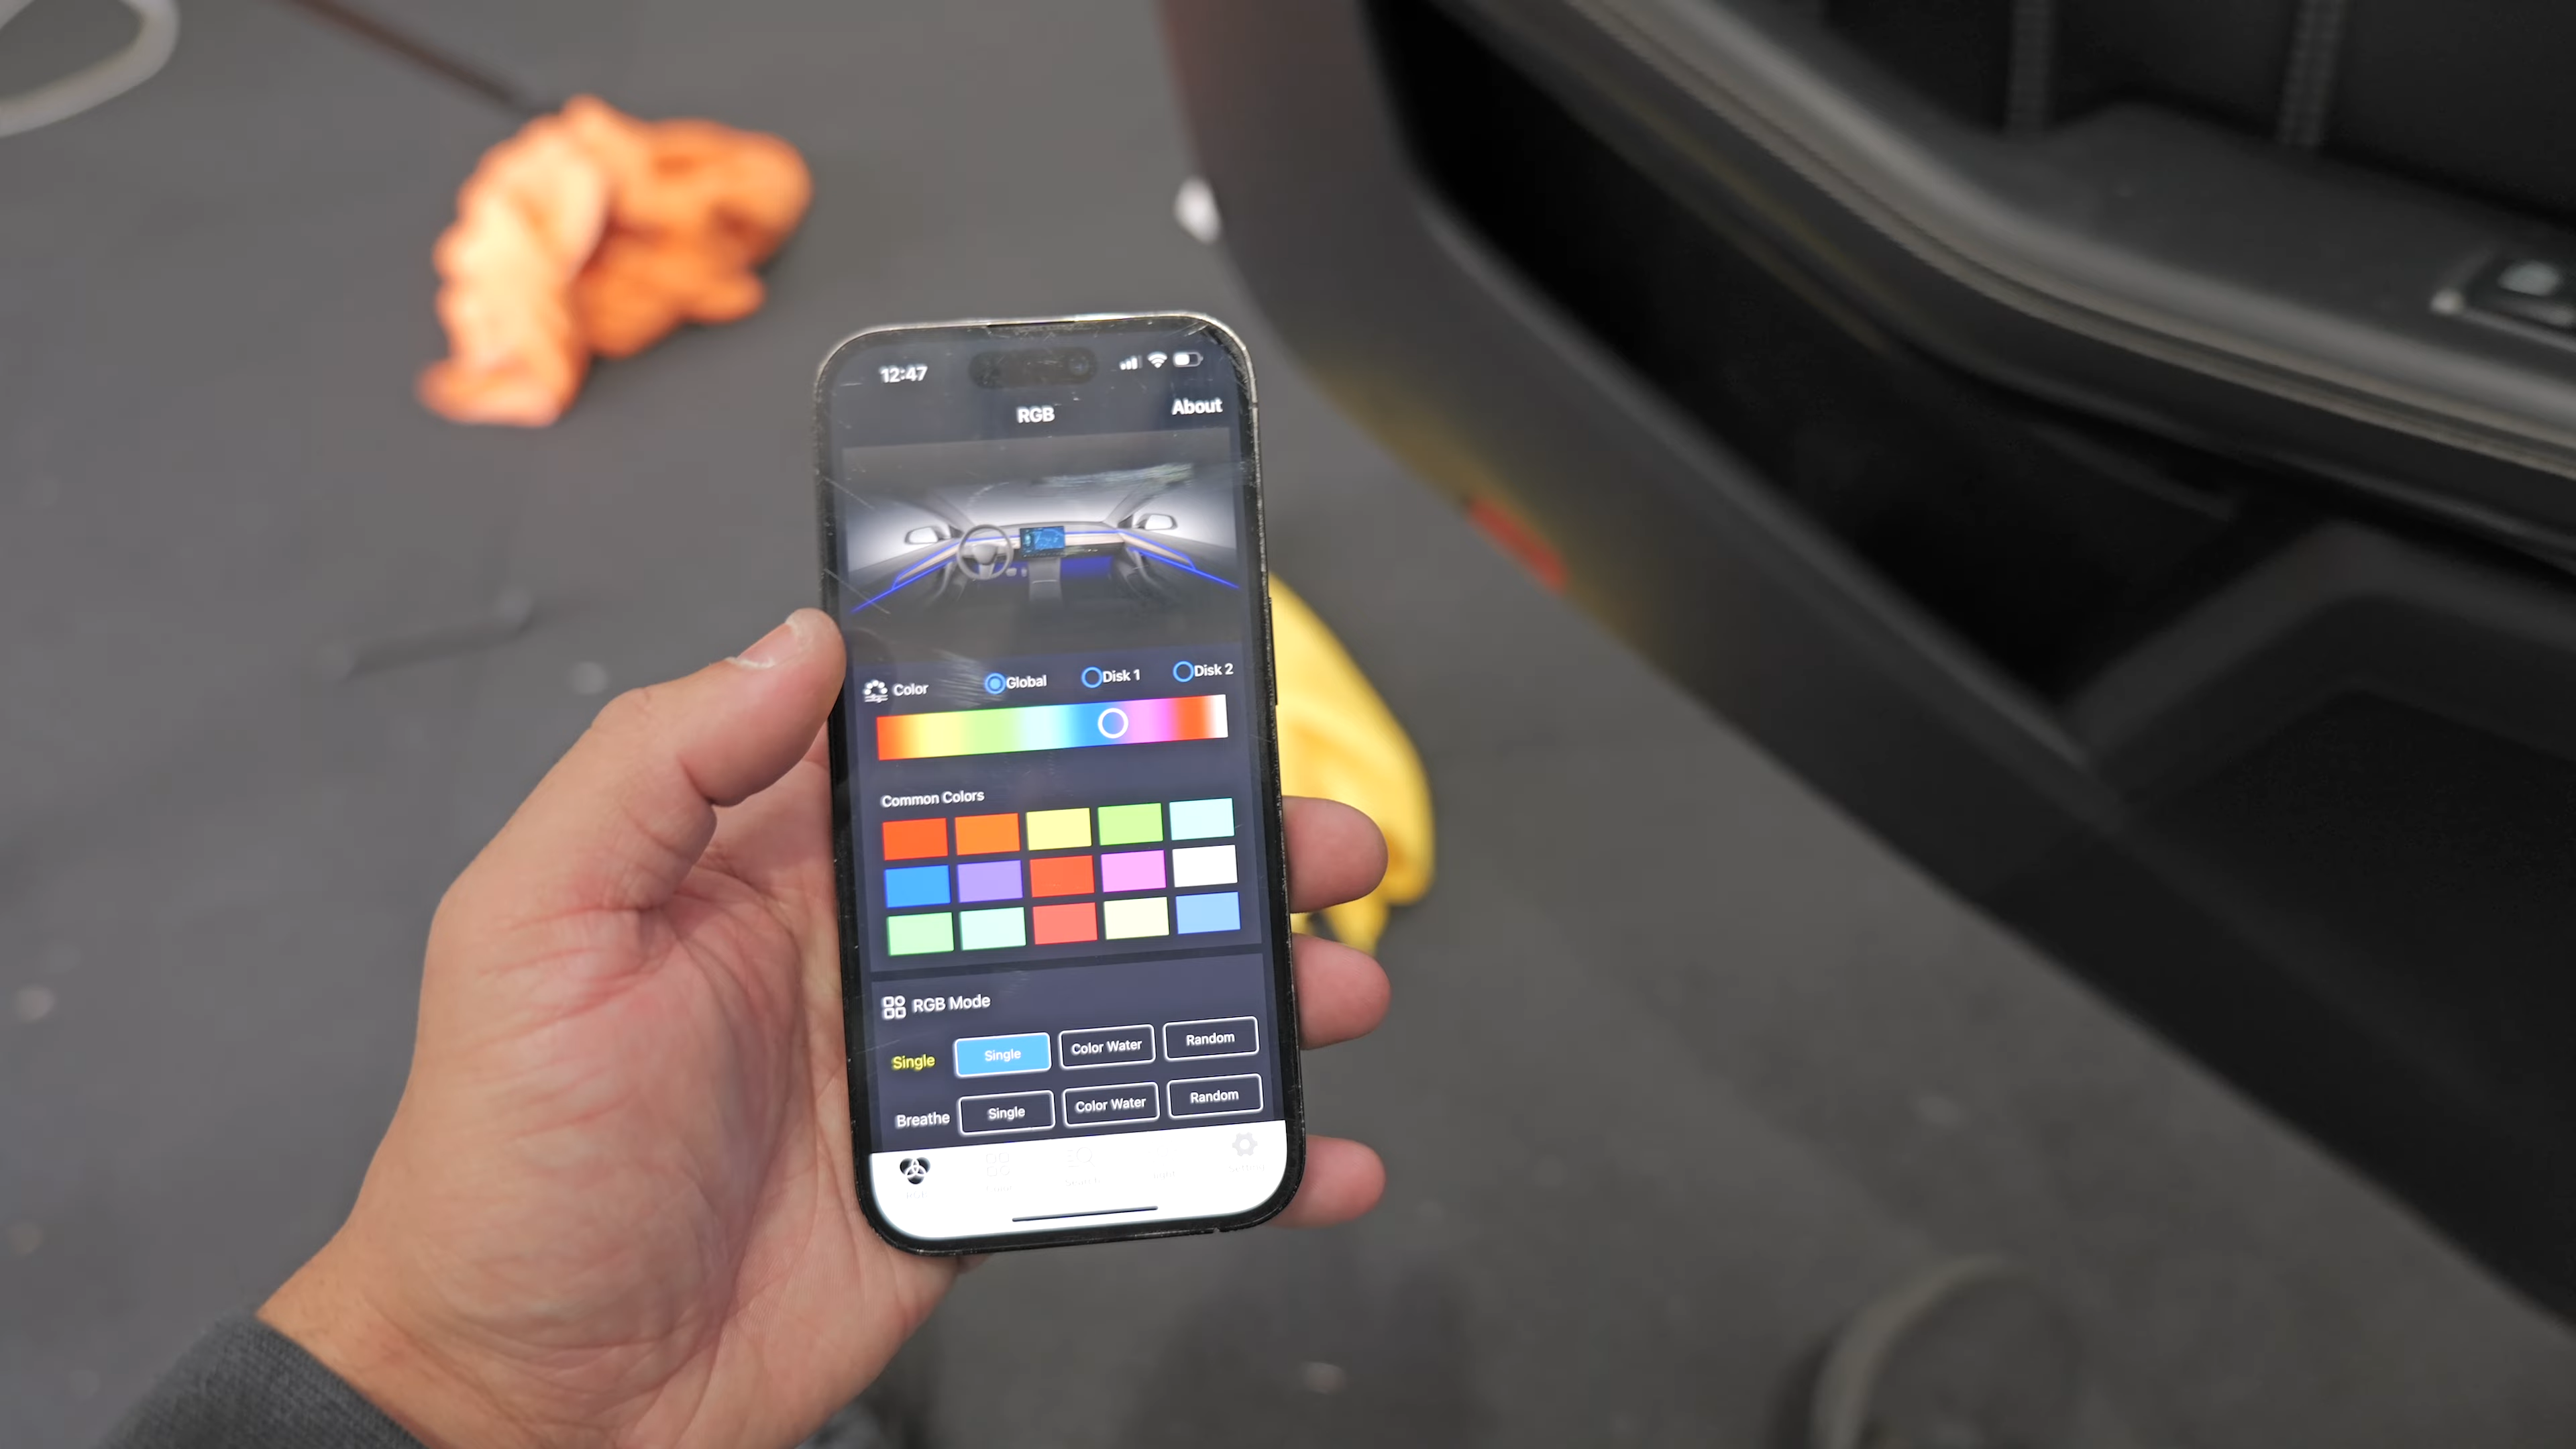 12:47
RGB
About
Color
Global
Disk 1
Disk 2
Common Colors
RGB Mode
Single
Single
Color Water
Random
Breathe
Single
Color Water
Random